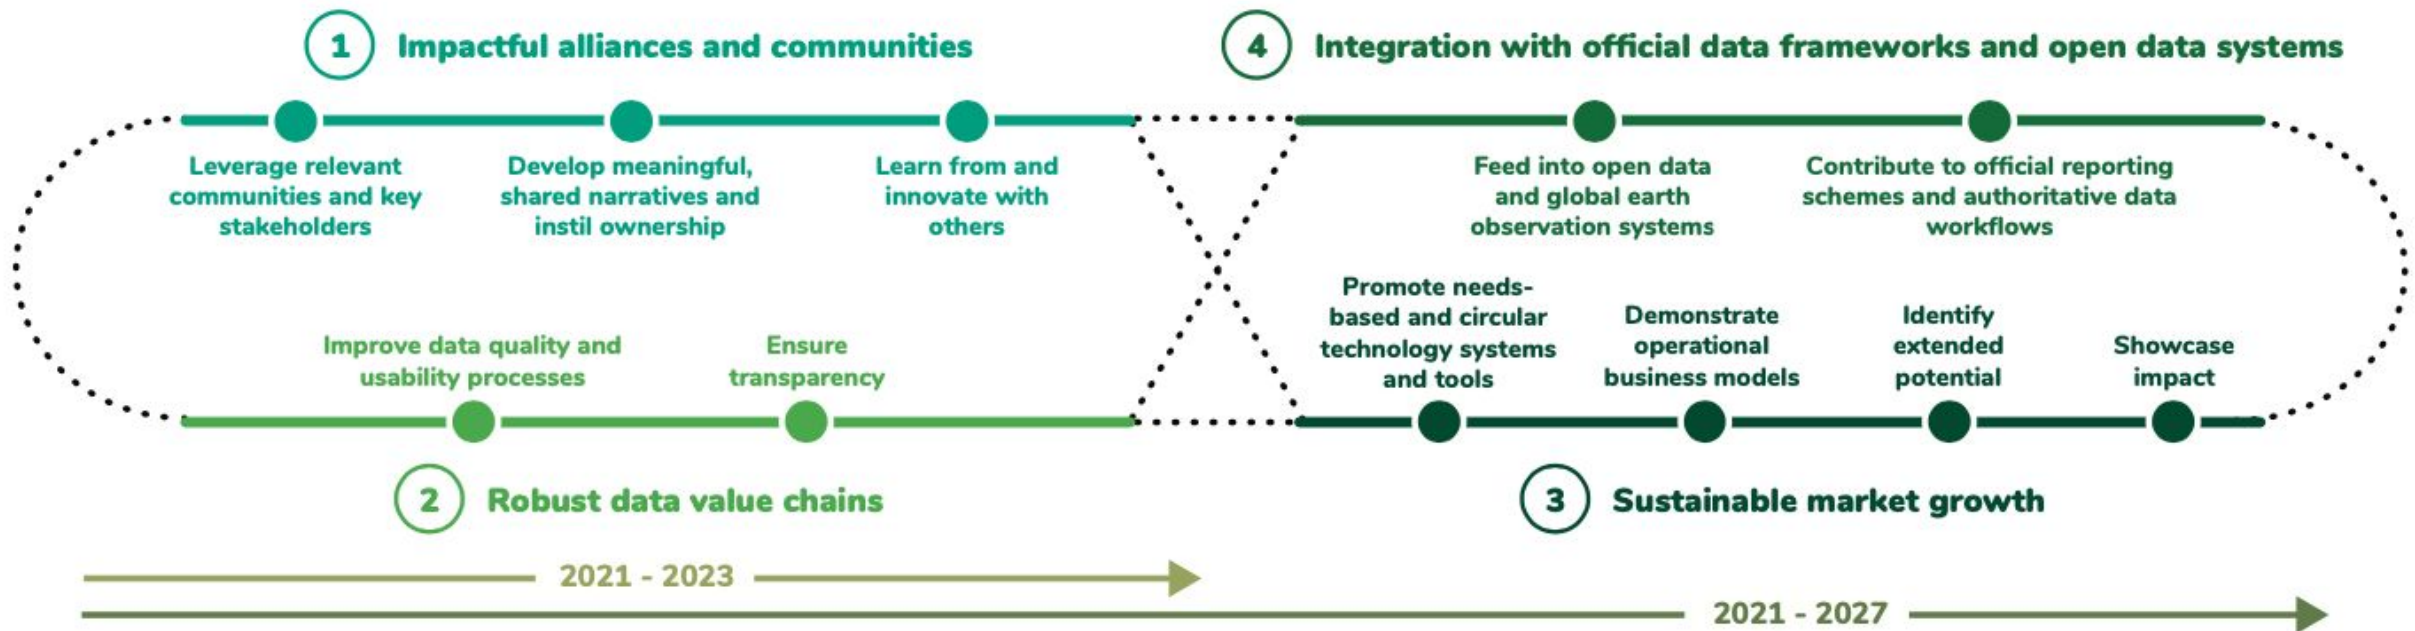 1 Impactful alliances and communities
Leverage relevant
communities and key
stakeholders
Develop meaningful,
shared narratives and
instil ownership
Learn from and
innovate with
others
4 Integration with official data frameworks and open data systems
Feed into open data
and global earth
observation systems
Contribute to official reporting
schemes and authoritative data
workflows
Improve data quality and
usability processes
Ensure
transparency
2 Robust data value chains
Promote needs-
based and circular
technology systems
and tools
Demonstrate
operational
business models
Identify
extended
potential
Showcase
impact
3 Sustainable market growth
2021 - 2023
2021 - 2027